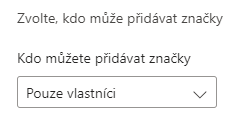 Zvolte, kdo může přidávat značky
Kdo můžete přidávat značky
Pouze vlastníci